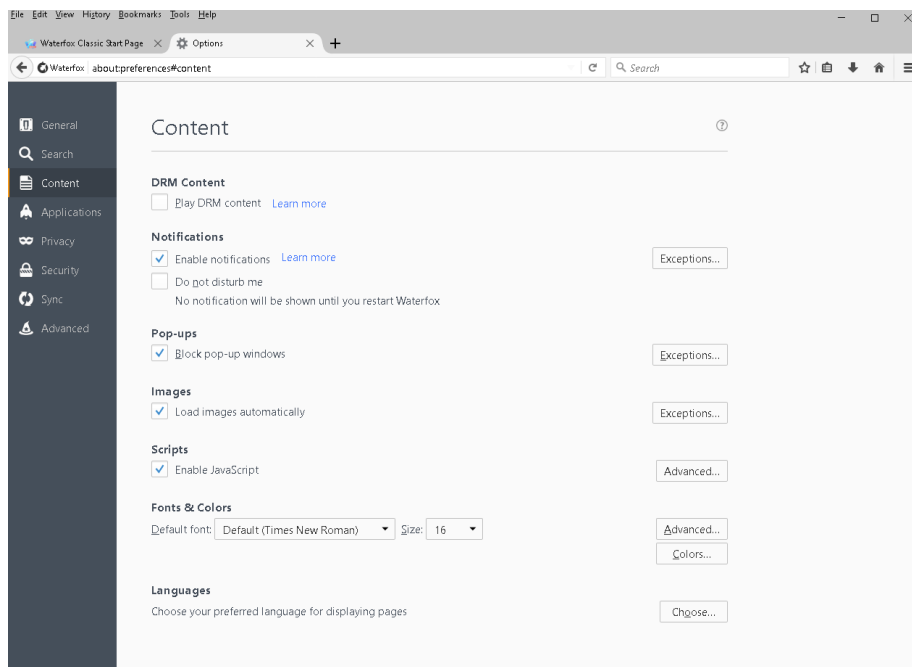 File Edit View History Bookmarks Tools Help
Waterfox Classic Start Page Options
Waterfox about:preferences#content Search
General
Search
Content
Applications
Privacy
Security
Sync
Advanced
Content
DRM Content
Play DRM content Learn more
Notifications
Enable notifications Learn more Exceptions...
Do not disturb me
No notification will be shown until you restart Waterfox
Pop-ups
Block pop-up windows Exceptions...
Images
Load images automatically Exceptions...
Scripts
Enable JavaScript Advanced...
Fonts & Colors
Default font: Default (Times New Roman) Size: 16 Advanced...
Colors...
Languages
Choose your preferred language for displaying pages Choose...